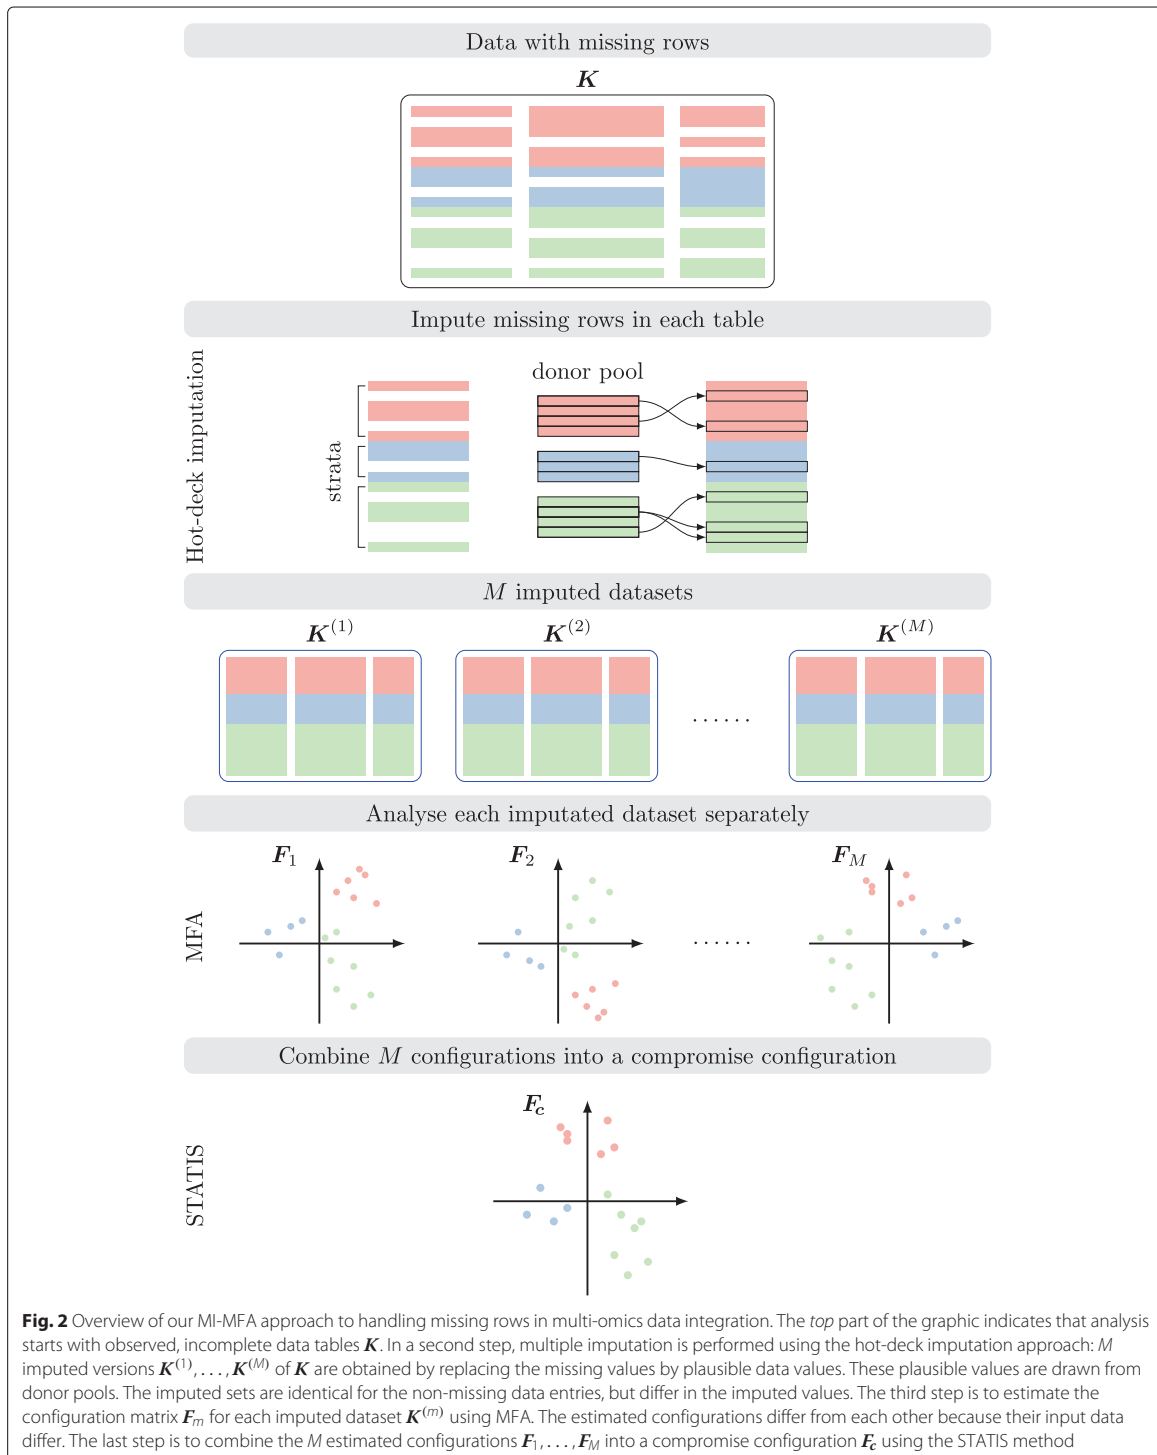 Data with missing rows
K
Impute missing rows in each table
Hot-deck imputation
strata
donor pool
M imputed datasets
K(1)
K(2)
K(M)
......
Analyse each imputated dataset separately
MFA
F1
F2
FM
......
Combine M configurations into a compromise configuration
STATIS
Fc
Fig. 2 Overview of our MI-MFA approach to handling missing rows in multi-omics data integration. The top part of the graphic indicates that analysis
starts with observed, incomplete data tables K. In a second step, multiple imputation is performed using the hot-deck imputation approach: M
imputed versions K(1), ..., K(M) of K are obtained by replacing the missing values by plausible data values. These plausible values are drawn from
donor pools. The imputed sets are identical for the non-missing data entries, but differ in the imputed values. The third step is to estimate the
configuration matrix Fm for each imputed dataset K(m) using MFA. The estimated configurations differ from each other because their input data
differ. The last step is to combine the M estimated configurations F1, ..., FM into a compromise configuration Fc using the STATIS method